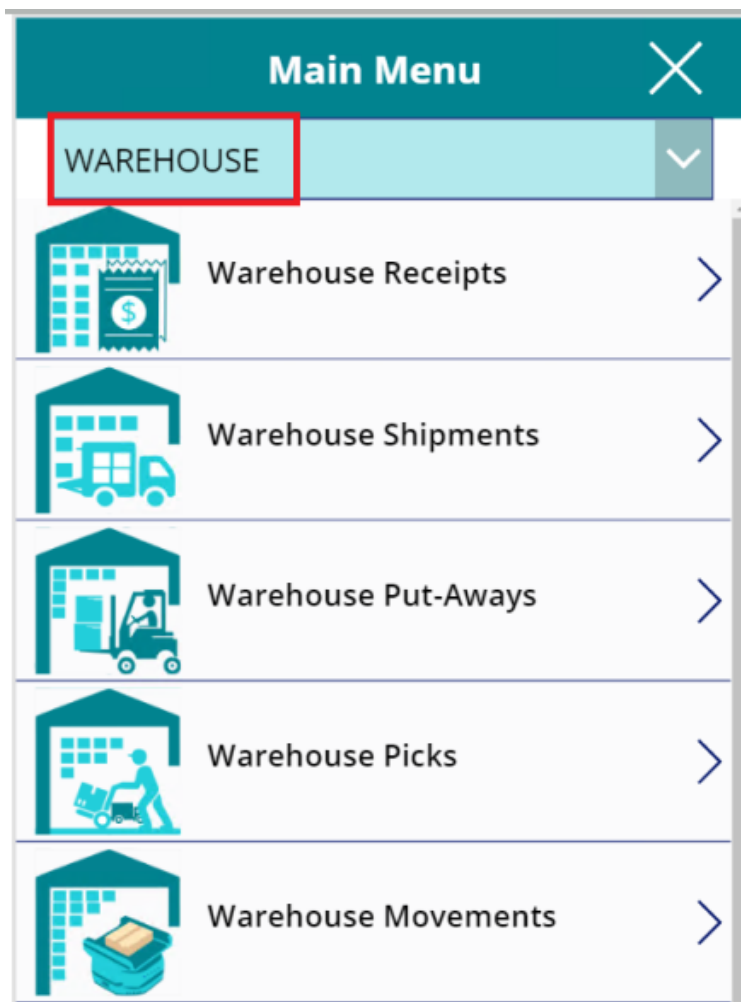 Main Menu
WAREHOUSE
Warehouse Receipts
$
Warehouse Shipments
Warehouse Put-Aways
Warehouse Picks
Warehouse Movements